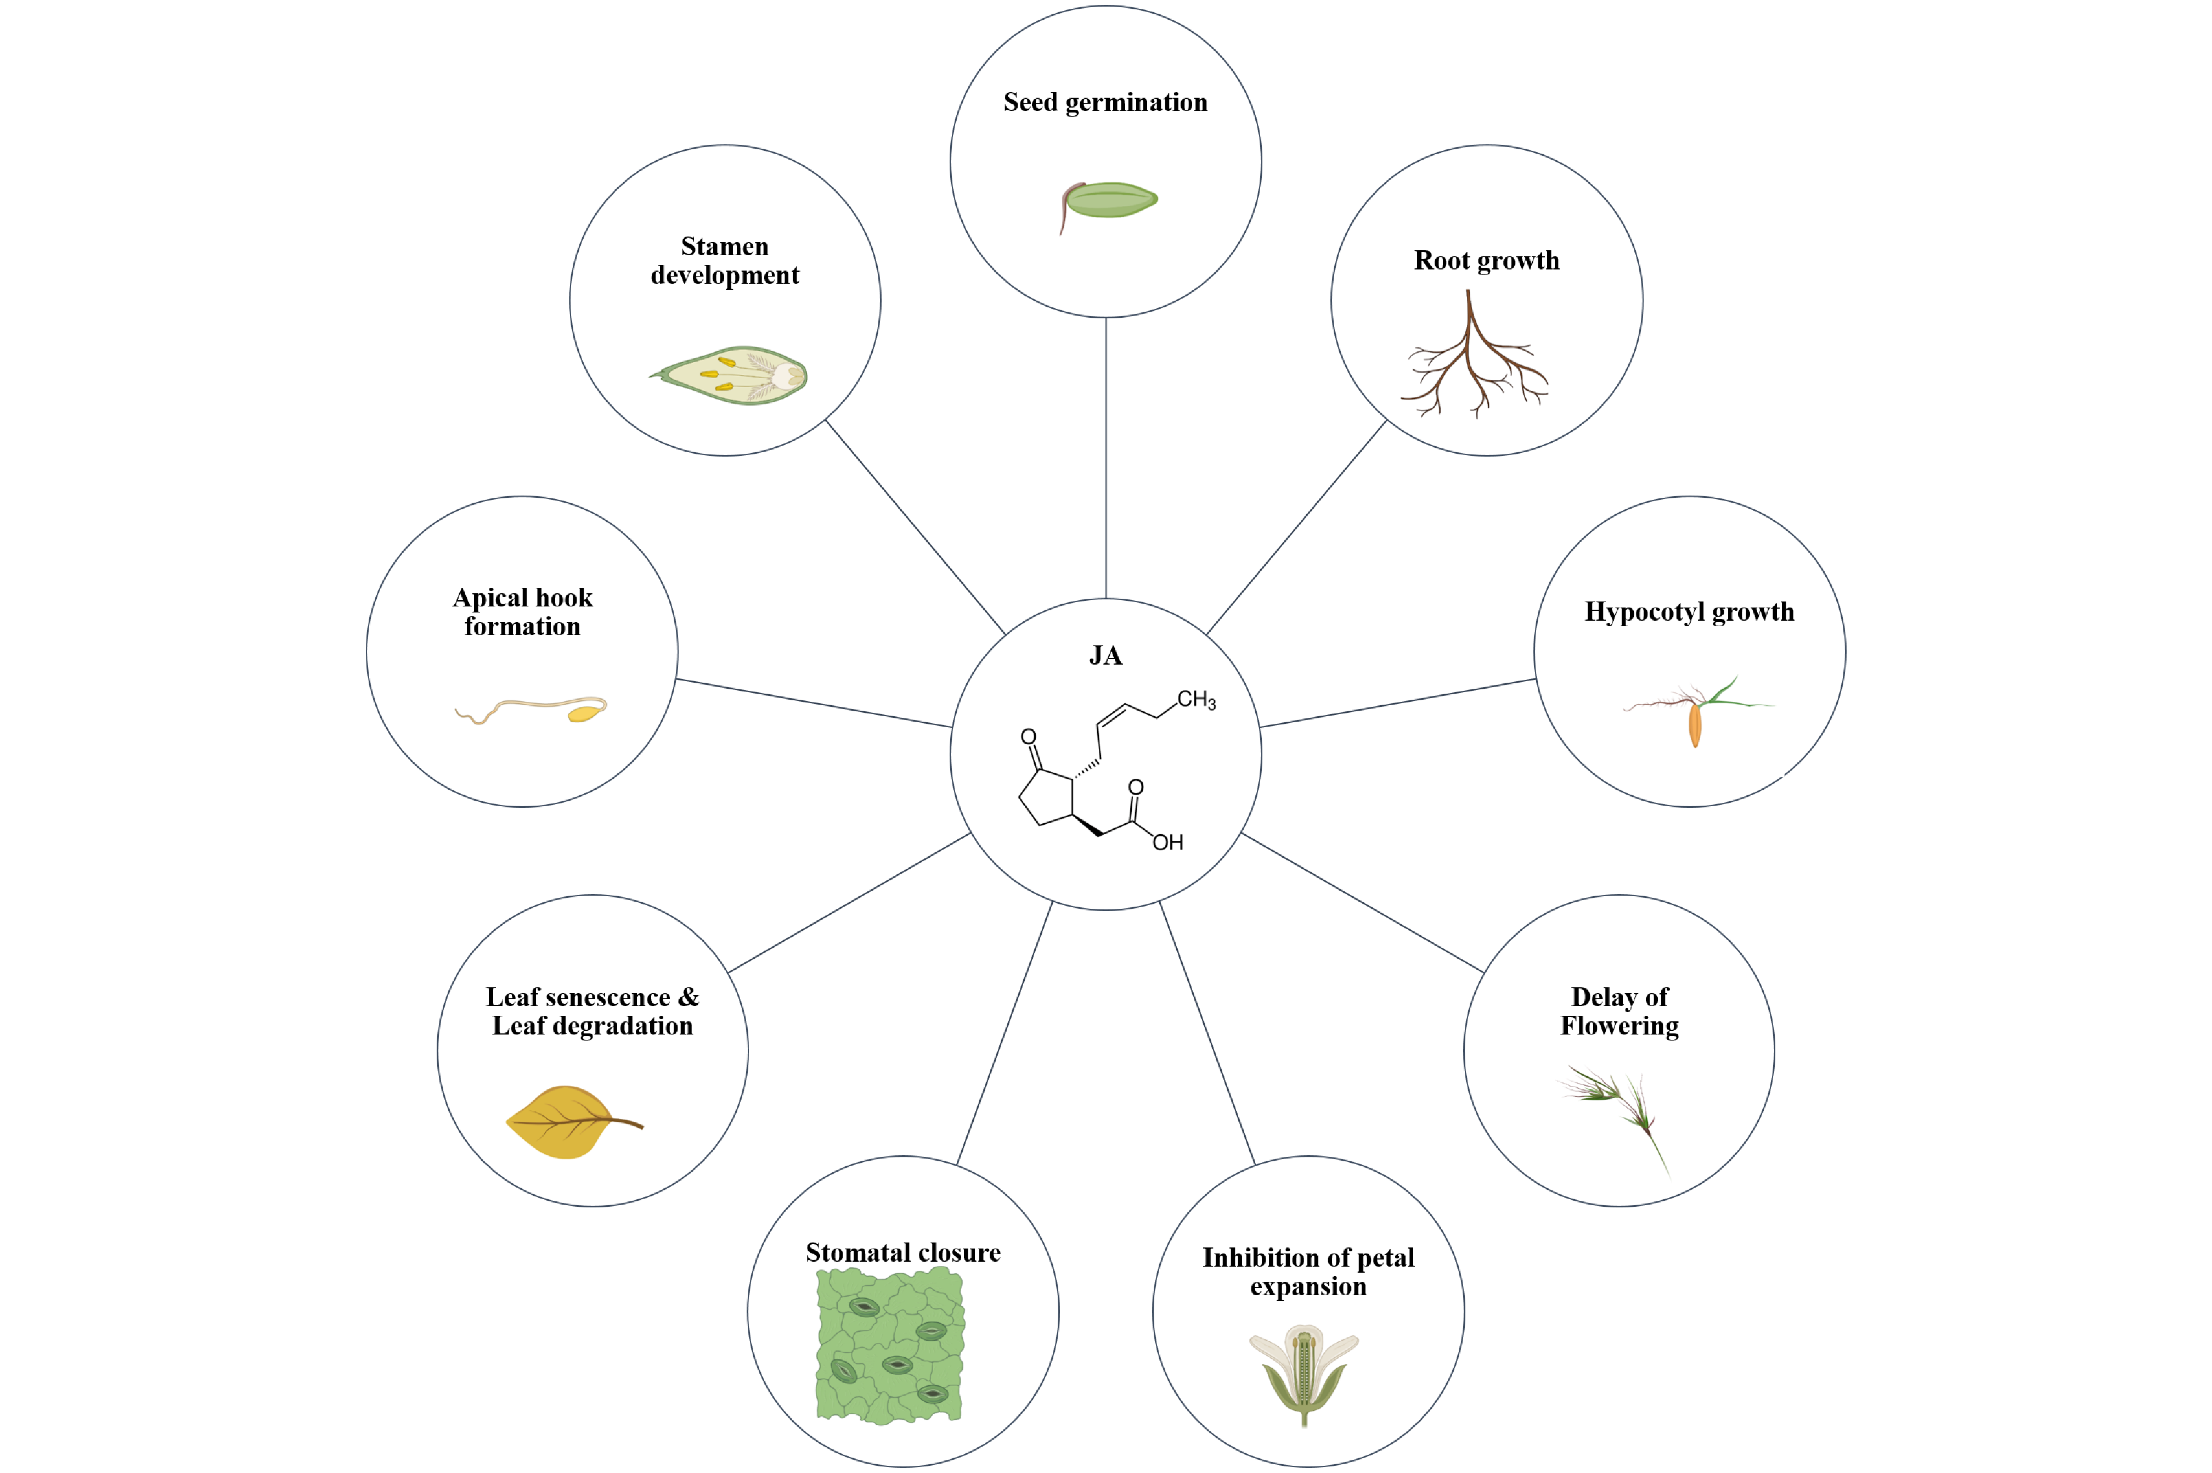 Seed germination
Stamen
development
Root growth
Apical hook
formation
Hypocotyl growth
JA
CH3
O
O
OH
Leaf senescence &
Leaf degradation
Delay of
Flowering
Stomatal closure
Inhibition of petal
expansion